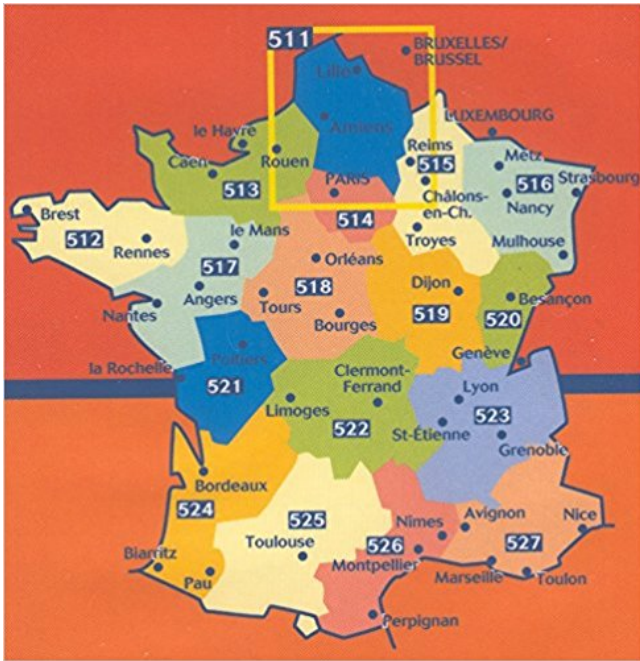 511
BRUXELLES/
BRUSSEL
Lille
Amiens
LUXEMBOURG
le Havre
Reims
515
Metz
Caen
Rouen
PARIS
516
Strasbourg
513
Châlons-
en-Ch.
Nancy
514
Brest
512
le Mans
Troyes
Mulhouse
Rennes
517
Orléans
518
Dijon
Angers
Tours
519
520
Besançon
Nantes
Bourges
Genève
Poitiers
la Rochelle
521
Clermont-
Ferrand
Lyon
Limoges
523
522
St-Étienne
Grenoble
Bordeaux
524
525
Nîmes
Avignon
Nice
Toulouse
526
527
Biarritz
Montpellier
Pau
Marseille
Toulon
Perpignan